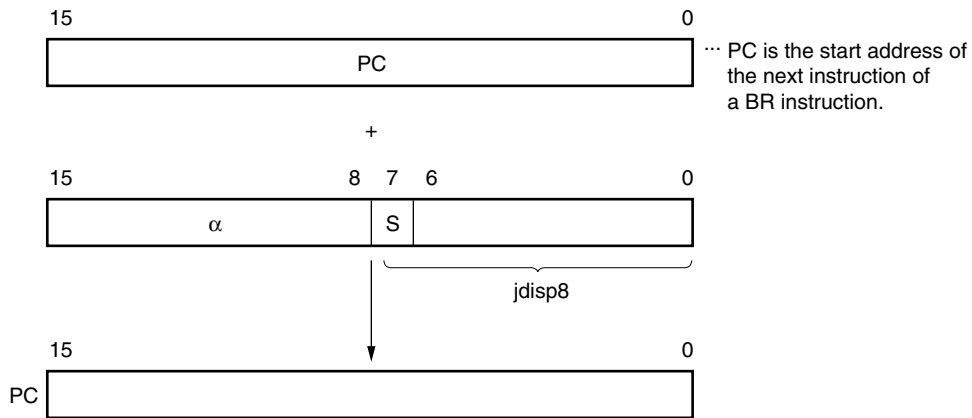 15 0
PC
... PC is the start address of
the next instruction of
a BR instruction.
+
15 8 7 6 0
α S
jdisp8
15 0
PC